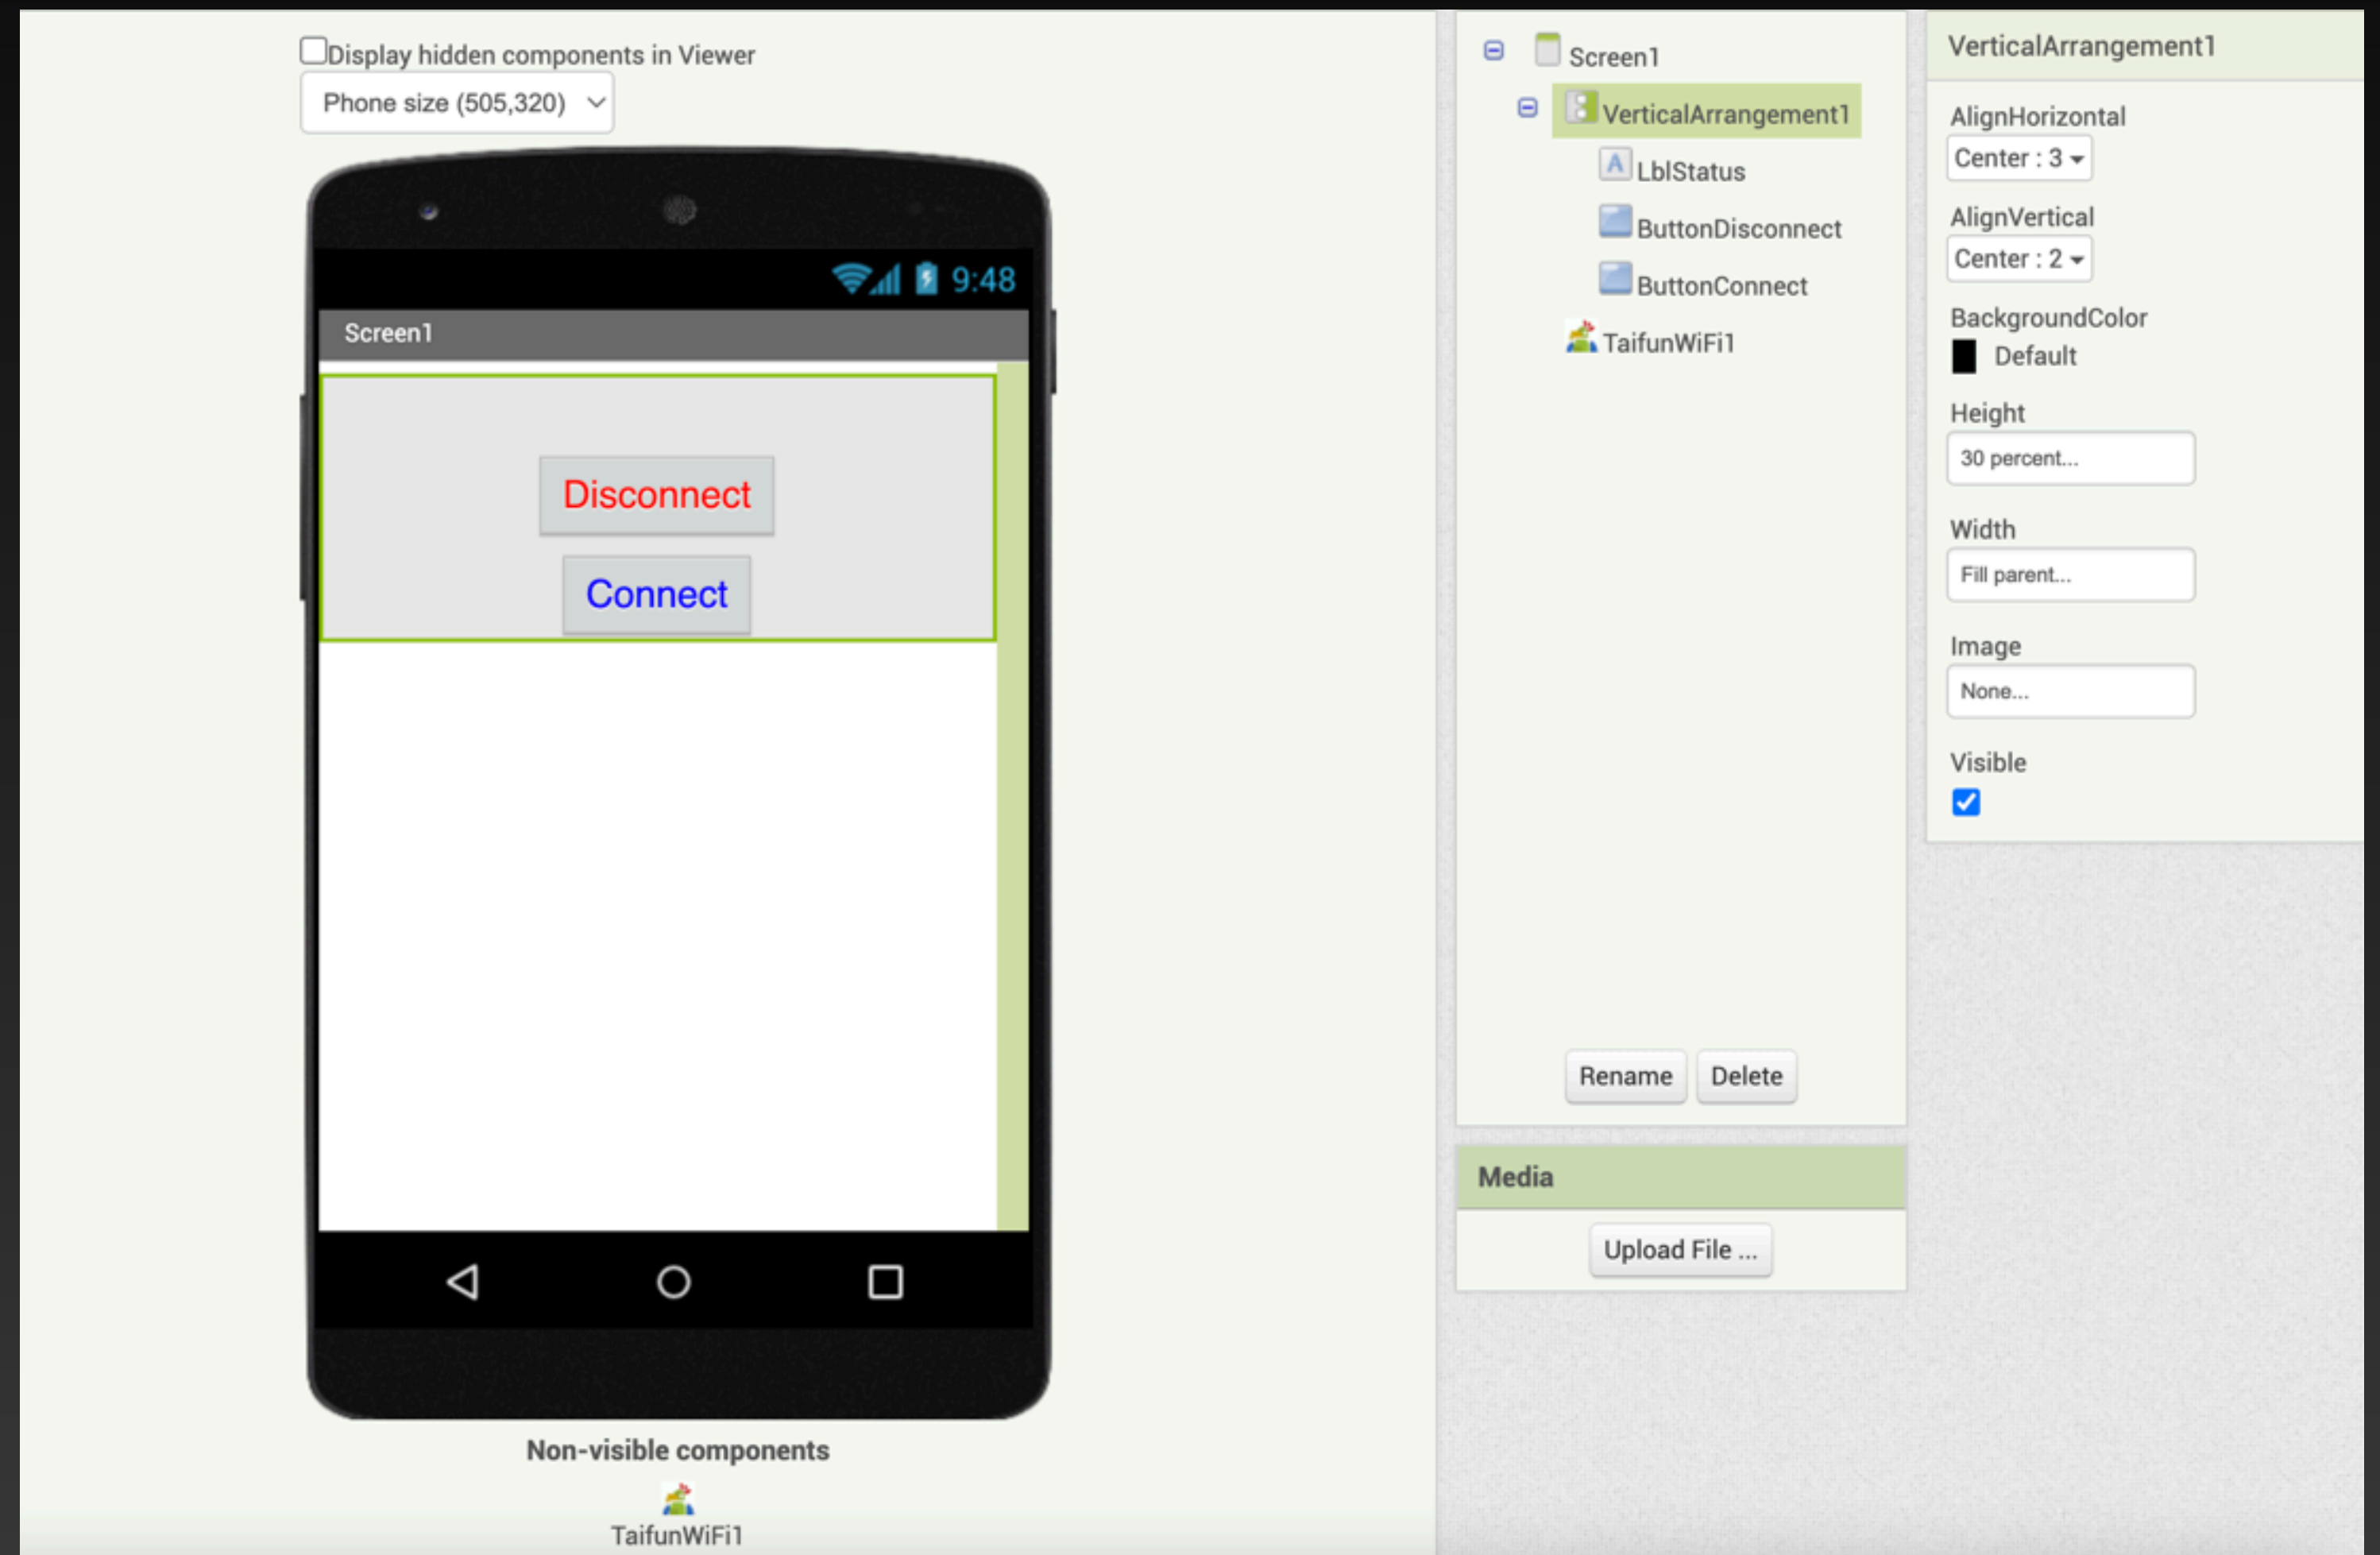 Display hidden components in Viewer
Phone size (505,320)
9:48
Screen1
Disconnect
Connect
Non-visible components
TaifunWiFi1
Screen1
VerticalArrangement1
A LblStatus
ButtonDisconnect
ButtonConnect
TaifunWiFi1
Rename Delete
Media
Upload File ...
VerticalArrangement1
AlignHorizontal
Center : 3
AlignVertical
Center : 2
BackgroundColor
Default
Height
30 percent...
Width
Fill parent...
Image
None...
Visible